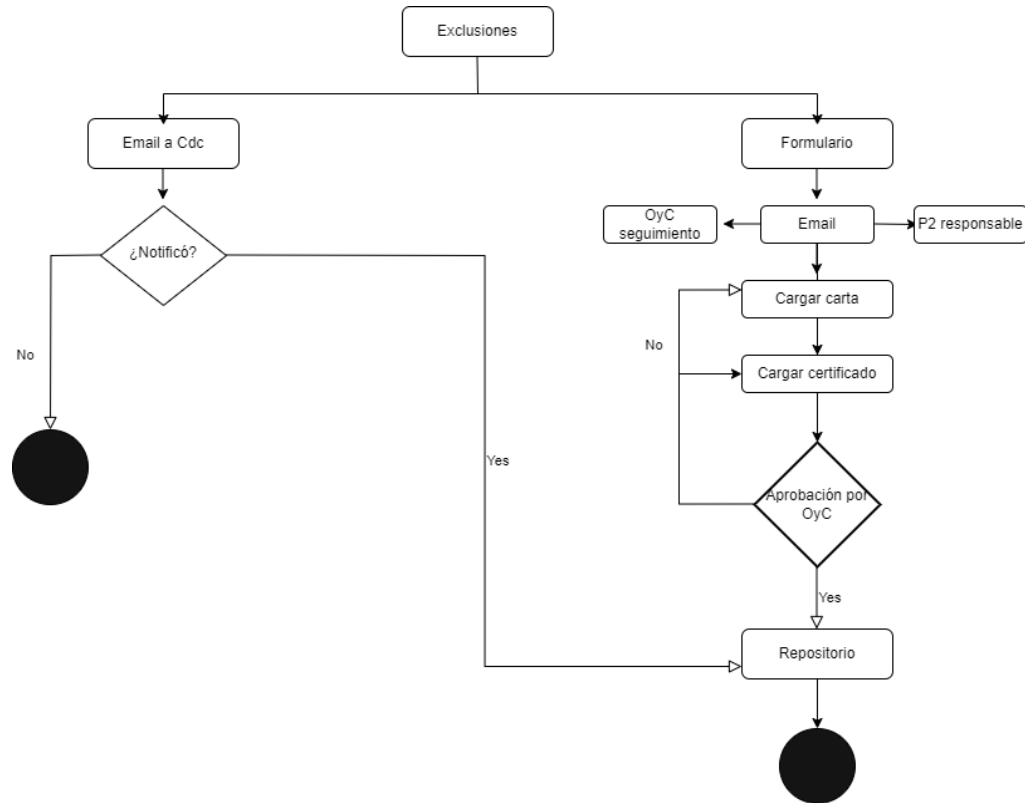 Exclusiones
Email a Cdc
Formulario
¿Notificó?
OyC
seguimiento
Email
P2 responsable
Cargar carta
No
No
Cargar certificado
Yes
Aprobación por
OyC
Yes
Repositorio